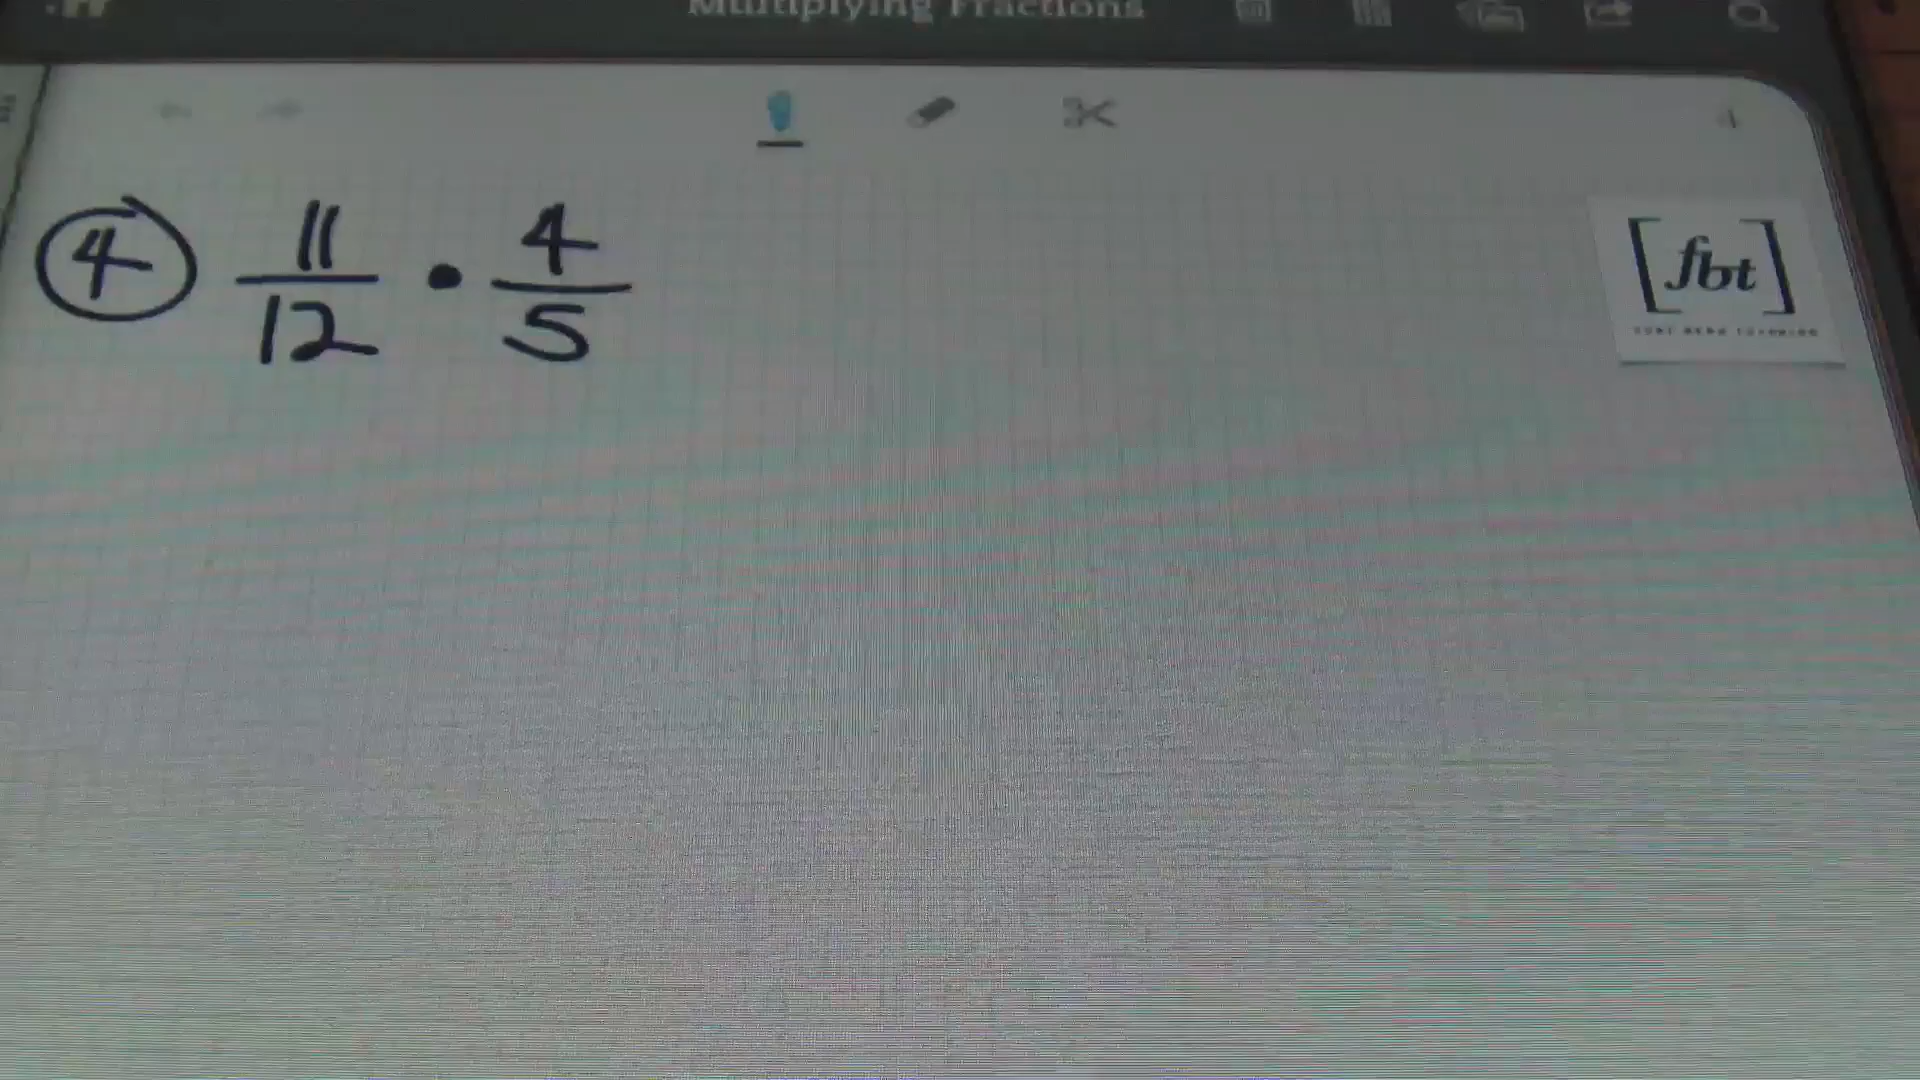 Multiplying Fractions
④ 11/12 • 4/5
[fbt]